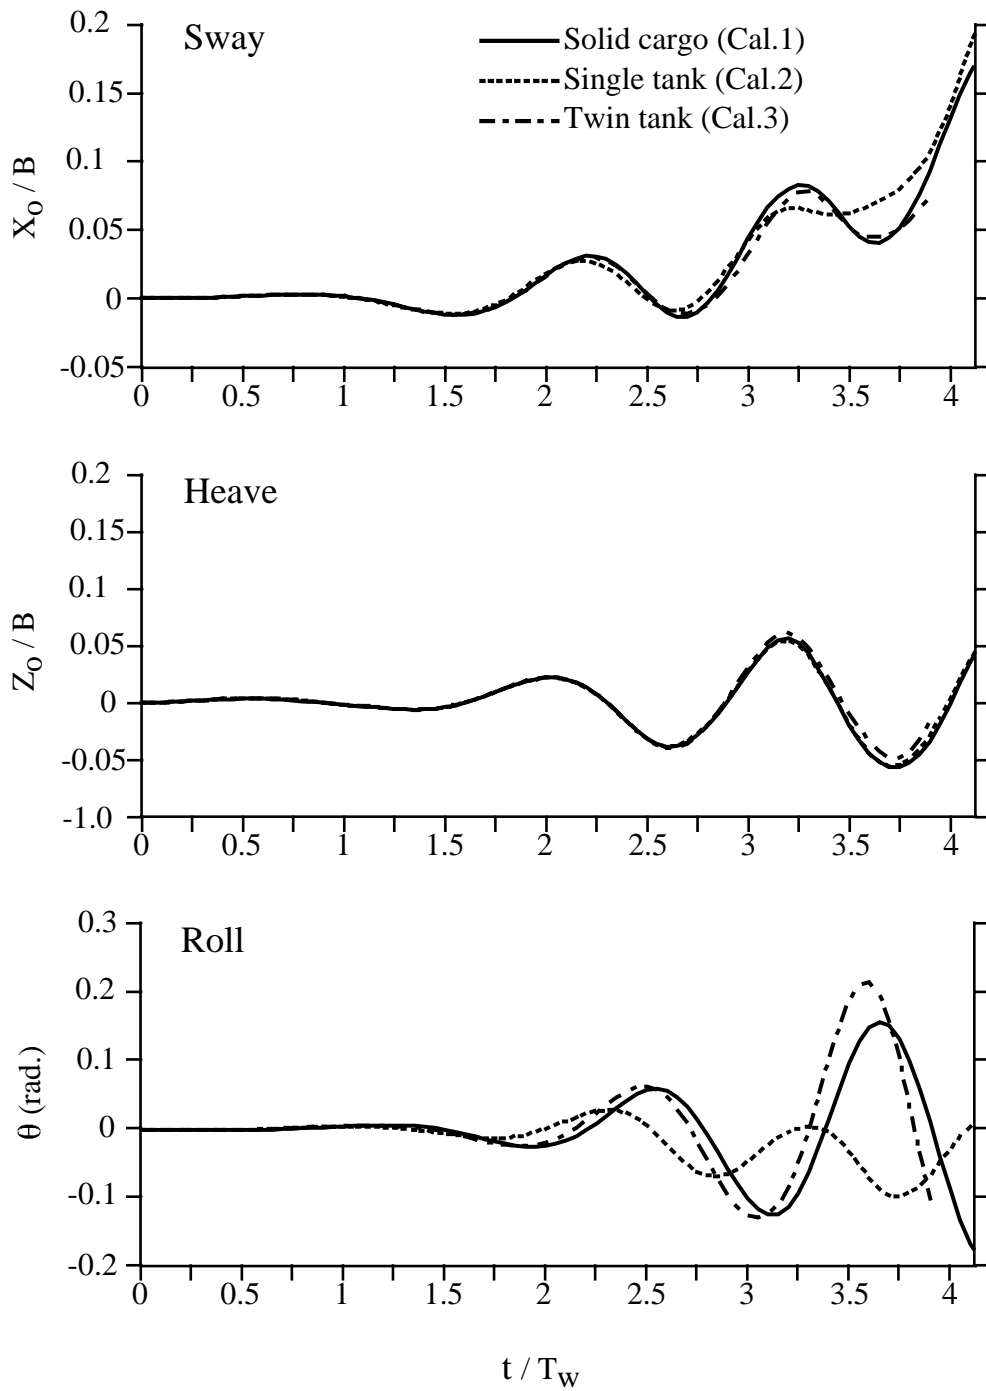 Sway
Solid cargo (Cal.1)
Single tank (Cal.2)
Twin tank (Cal.3)
0.2
0.15
0.1
0.05
0
-0.05
X₀ / B
0 0.5 1 1.5 2 2.5 3 3.5 4
Heave
0.2
0.15
0.1
0.05
0
-0.05
-1.0
Z₀ / B
0 0.5 1 1.5 2 2.5 3 3.5 4
Roll
0.3
0.2
0.1
0
-0.1
-0.2
θ (rad.)
0 0.5 1 1.5 2 2.5 3 3.5 4
t / Tw